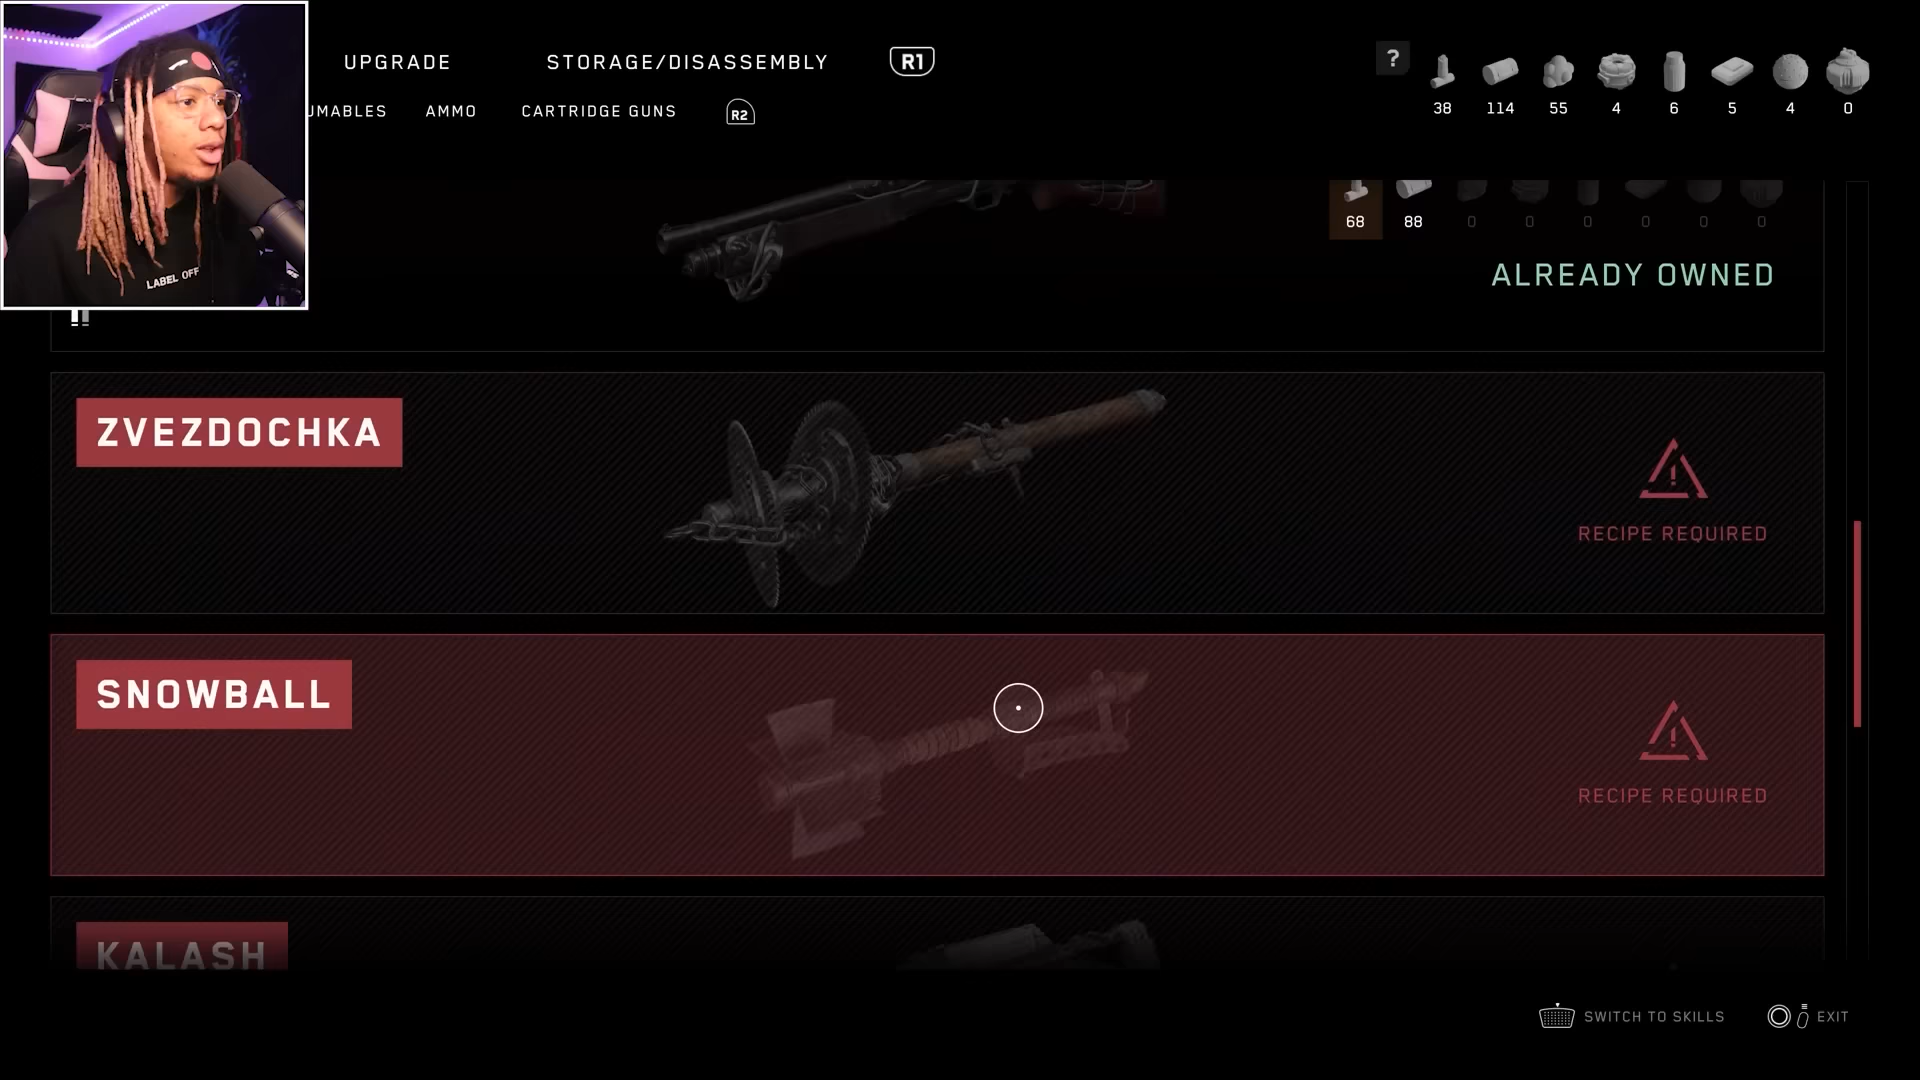 UPGRADE STORAGE/DISASSEMBLY R1
UMABLES AMMO CARTRIDGE GUNS R2
?
38 114 55 4 6 5 4 0
LABEL OFF
68 88 0 0 0 0 0 0
ALREADY OWNED
ZVEZDOCHKA
RECIPE REQUIRED
SNOWBALL
RECIPE REQUIRED
KALASH
SWITCH TO SKILLS EXIT